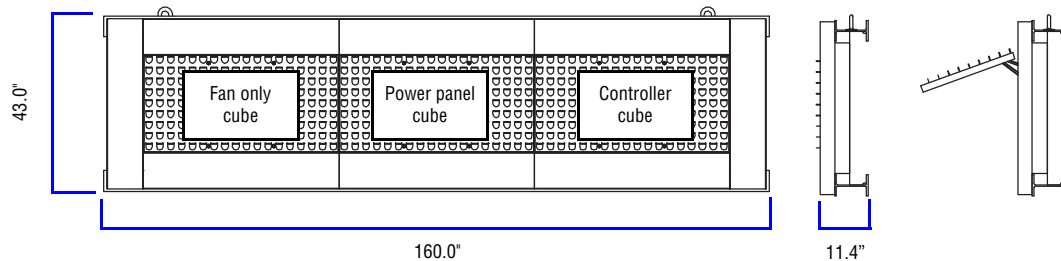 43.0"
Fan only
cube
Power panel
cube
Controller
cube
160.0"
11.4”